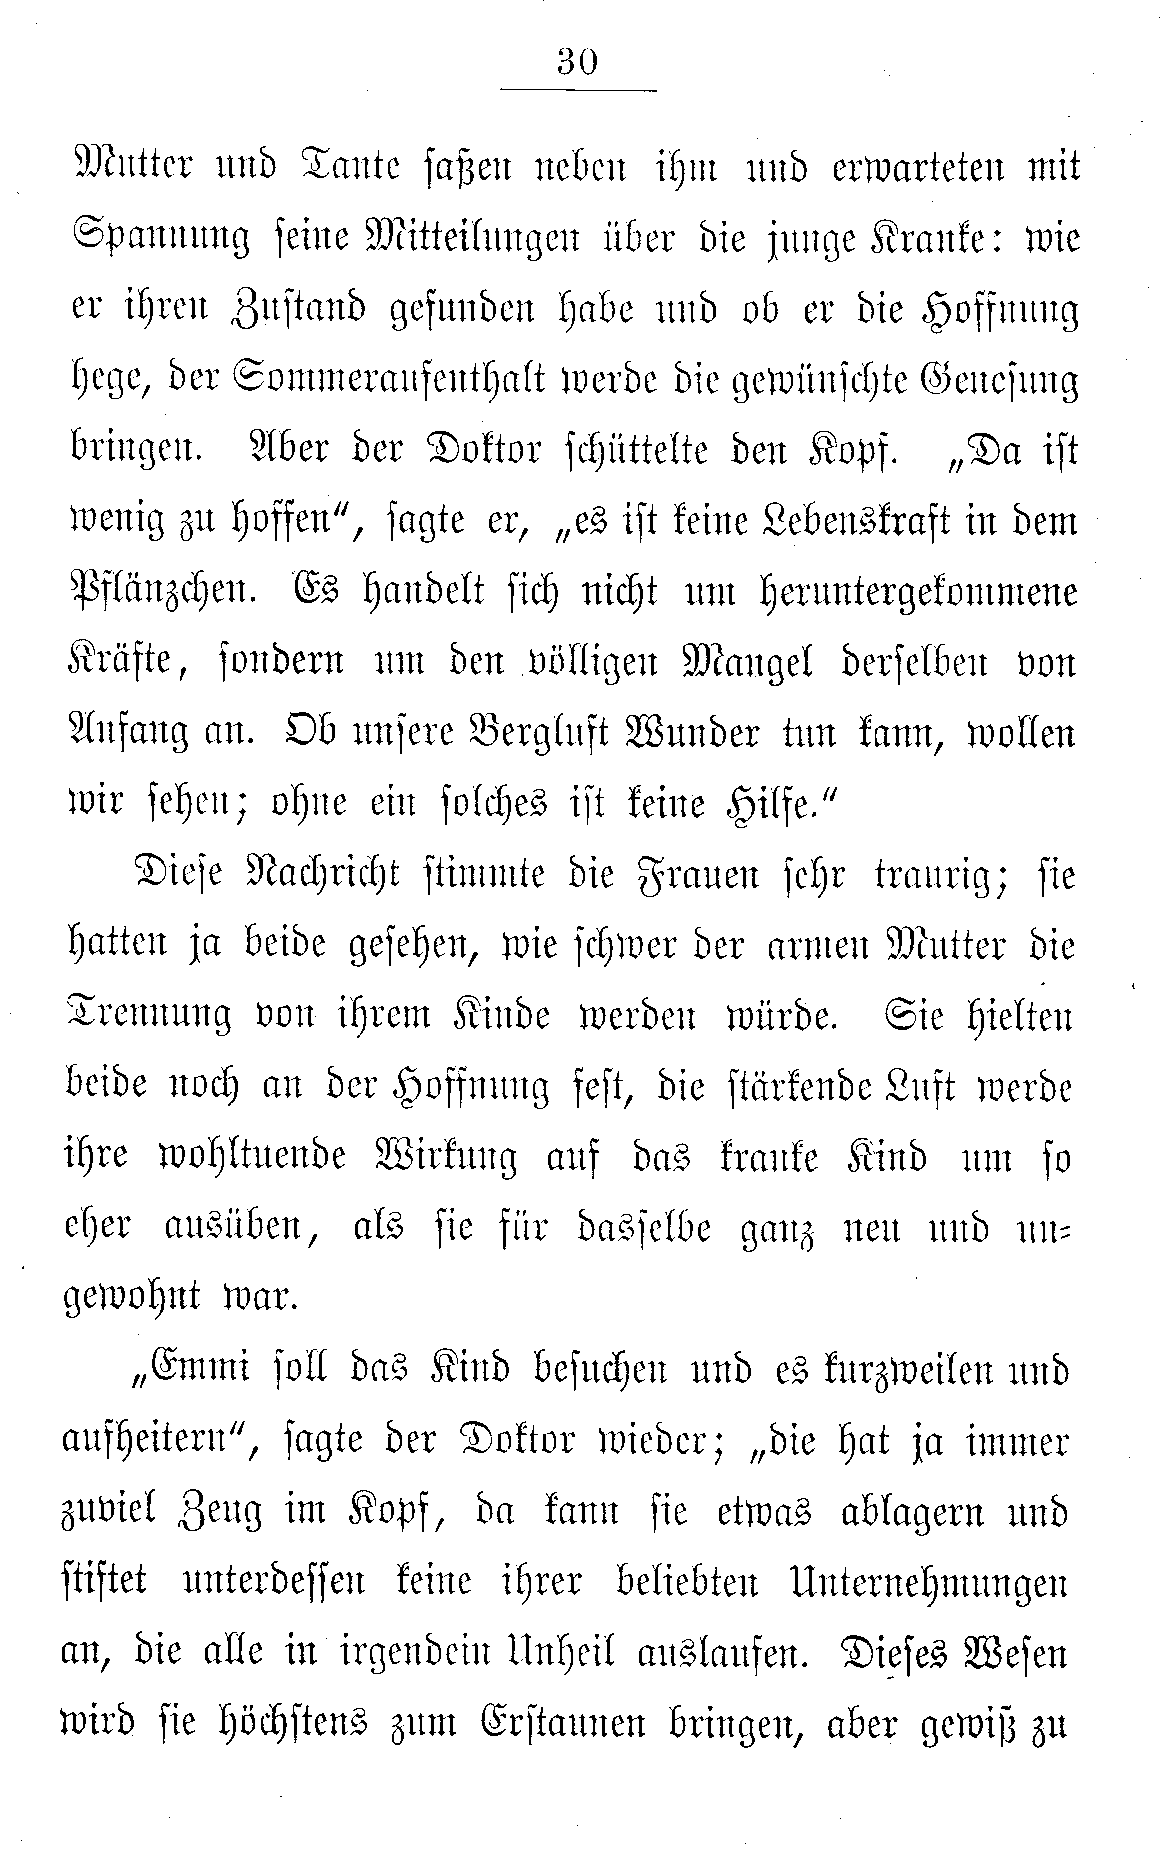 30
Mutter und Tante saßen neben ihm und erwarteten mit
Spannung seine Mitteilungen über die junge Kranke: wie
er ihren Zustand gefunden habe und ob er die Hoffnung
hege, der Sommeraufenthalt werde die gewünschte Genesung
bringen. Aber der Doktor schüttelte den Kopf. „Da ist
wenig zu hoffen“, sagte er, „es ist keine Lebenskraft in dem
Pflänzchen. Es handelt sich nicht um heruntergekommene
Kräfte, sondern um den völligen Mangel derselben von
Anfang an. Ob unsere Bergluft Wunder tun kann, wollen
wir sehen; ohne ein solches ist keine Hilfe.“
Diese Nachricht stimmte die Frauen sehr traurig; sie
hatten ja beide gesehen, wie schwer der armen Mutter die
Trennung von ihrem Kinde werden würde. Sie hielten
beide noch an der Hoffnung fest, die stärkende Luft werde
ihre wohltuende Wirkung auf das kranke Kind um so
eher ausüben, als sie für dasselbe ganz neu und un-
gewohnt war.
„Emmi soll das Kind besuchen und es kurzweilen und
aufheitern“, sagte der Doktor wieder; „die hat ja immer
zuviel Zeug im Kopf, da kann sie etwas ablagern und
stiftet unterdessen keine ihrer beliebten Unternehmungen
an, die alle in irgendein Unheil auslaufen. Dieses Wesen
wird sie höchstens zum Erstaunen bringen, aber gewiß zu